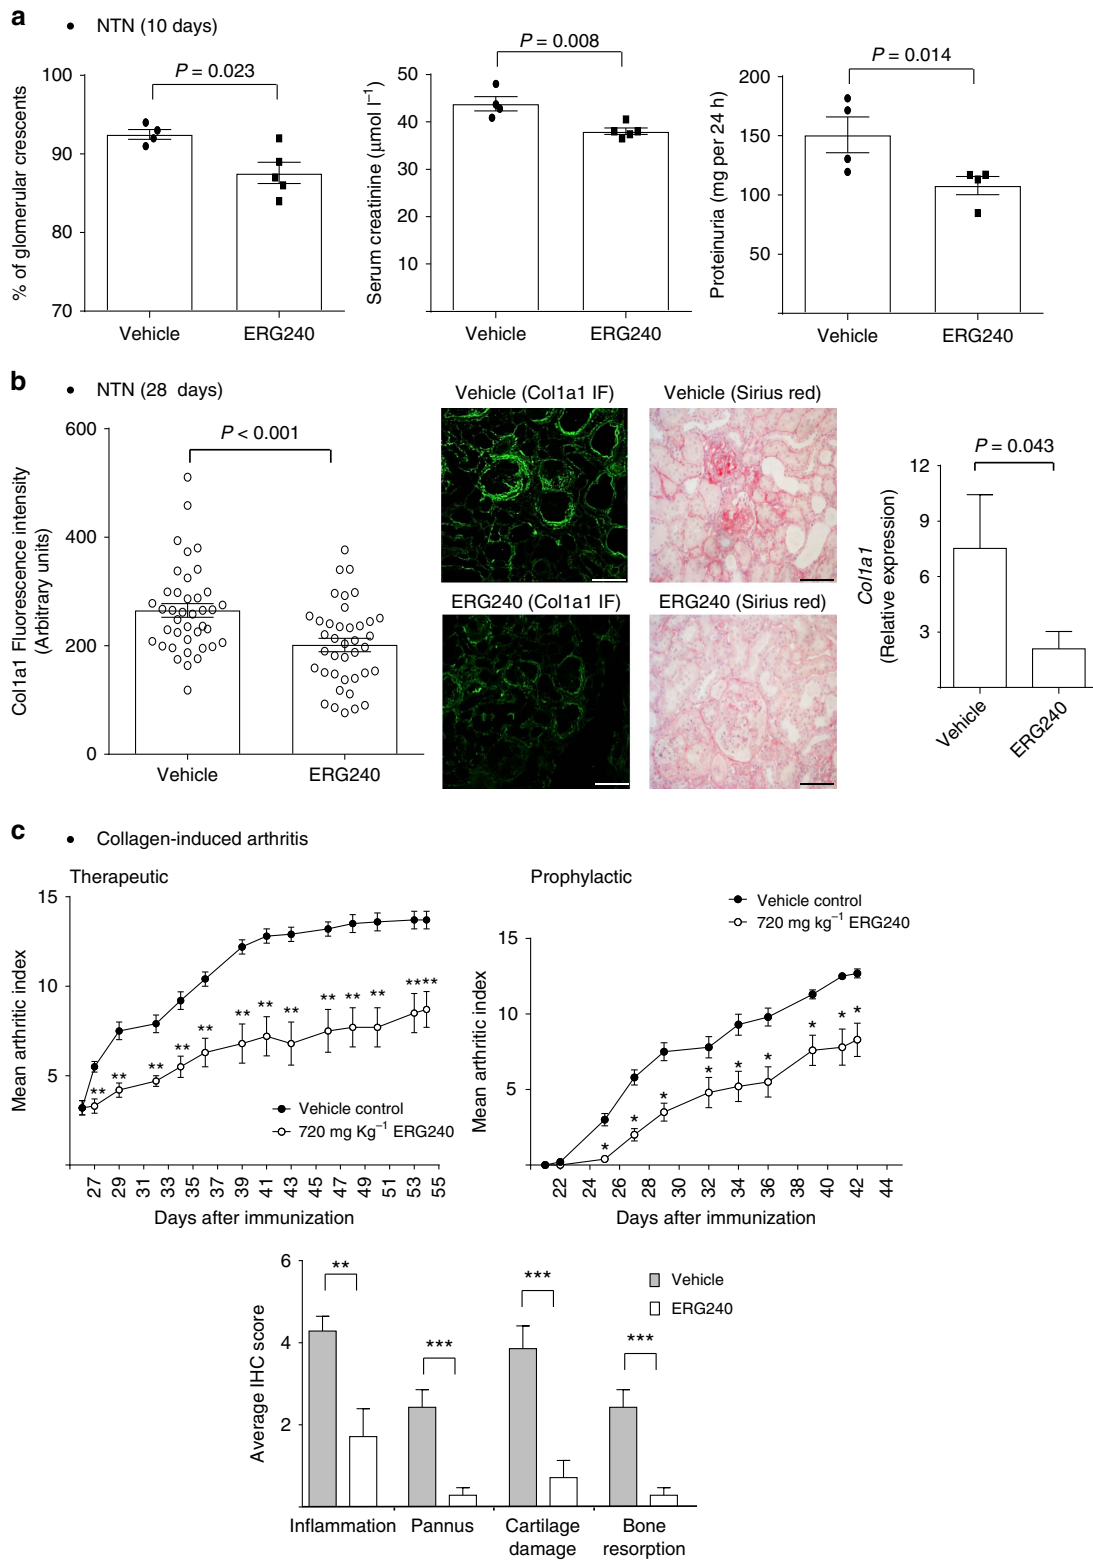 a
• NTN (10 days)
P = 0.023
% of glomerular crescents
100
90
80
70
Vehicle
ERG240
P = 0.008
Serum creatinine (μmol l⁻¹)
50
40
30
20
10
Vehicle
ERG240
P = 0.014
Proteinuria (mg per 24 h)
200
150
100
50
Vehicle
ERG240
b
• NTN (28 days)
P < 0.001
Col1a1 Fluorescence intensity
(Arbitrary units)
600
400
200
0
Vehicle
ERG240
Vehicle (Col1a1 IF)
Vehicle (Sirius red)
ERG240 (Col1a1 IF)
ERG240 (Sirius red)
P = 0.043
Col1a1
(Relative expression)
12
9
6
3
Vehicle
ERG240
c
• Collagen-induced arthritis
Therapeutic
Mean arthritic index
15
10
5
** ** ** ** ** ** ** ** ** ** ** ** **
Vehicle control
720 mg Kg⁻¹ ERG240
27 29 31 33 35 37 39 41 43 45 47 49 51 53 55
Days after immunization
Prophylactic
Vehicle control
720 mg kg⁻¹ ERG240
Mean arthritic index
15
10
5
* * * * * * * * *
22 24 26 28 30 32 34 36 38 40 42 44
Days after immunization
Average IHC score
6
4
2
**
***
***
***
Vehicle
ERG240
Inflammation
Pannus
Cartilage
damage
Bone
resorption